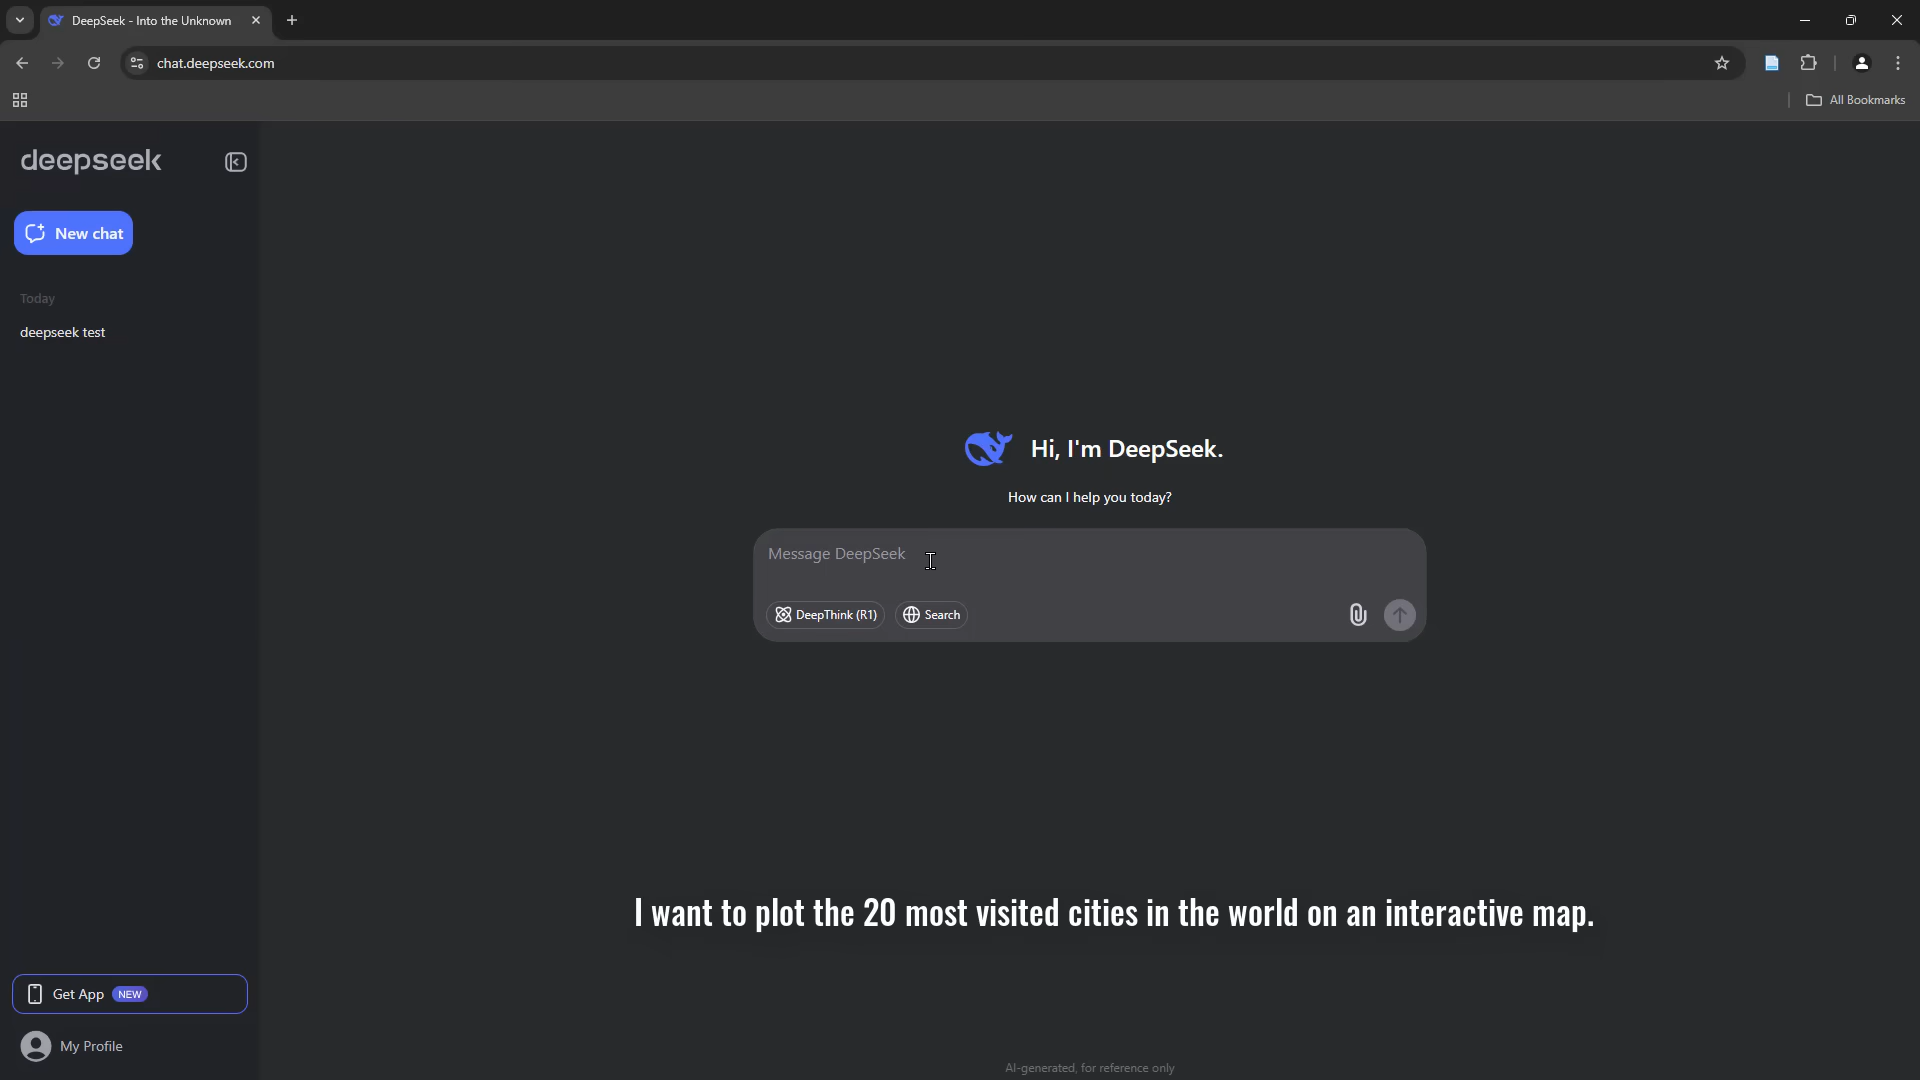 DeepSeek - Into the Unknown
chat.deepseek.com
All Bookmarks
deepseek
New chat
Today
deepseek test
Hi, I'm DeepSeek.
How can I help you today?
Message DeepSeek
DeepThink (R1)
Search
I want to plot the 20 most visited cities in the world on an interactive map.
Get App NEW
My Profile
AI-generated, for reference only